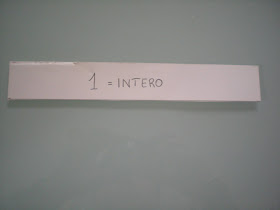 1 = INTERO